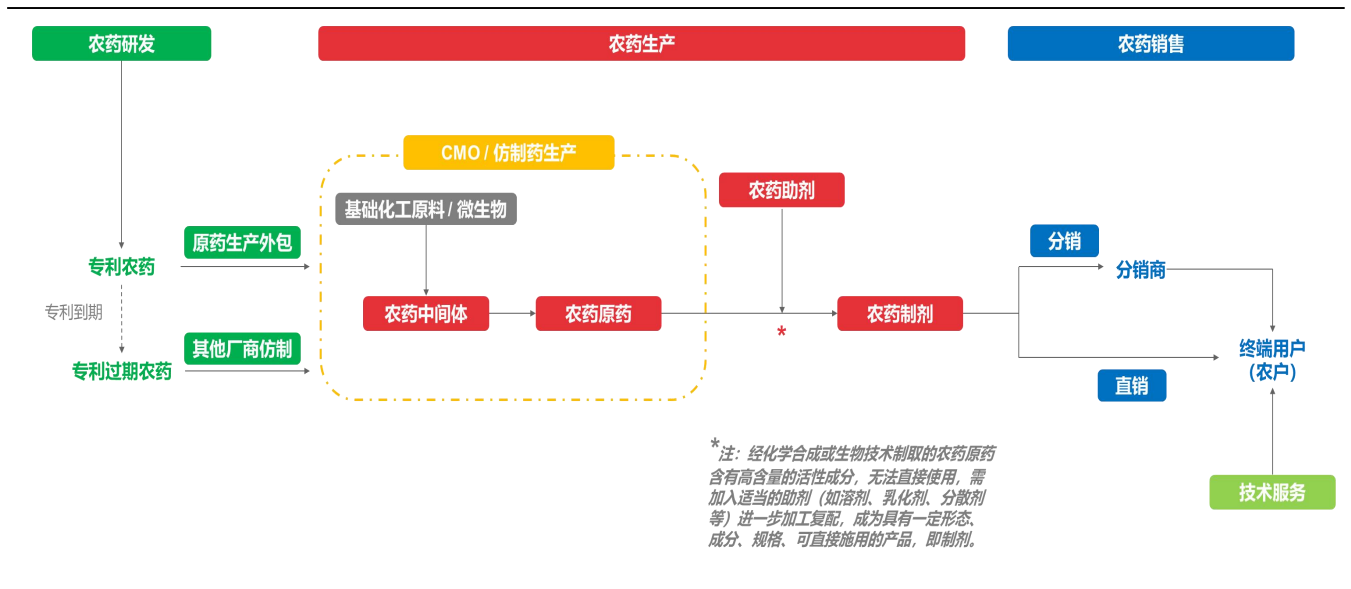 农药研发
农药生产
农药销售
CMO / 仿制药生产
农药助剂
基础化工原料 / 微生物
原药生产外包
分销
专利农药
分销商
专利到期
农药中间体
农药原药
农药制剂
*
其他厂商仿制
专利过期农药
终端用户
(农户)
直销
*注：经化学合成或生物技术制取的农药原药
含有高含量的活性成分，无法直接使用，需
加入适当的助剂（如溶剂、乳化剂、分散剂
等）进一步加工复配，成为具有一定形态、
成分、规格、可直接施用的产品，即制剂。
技术服务